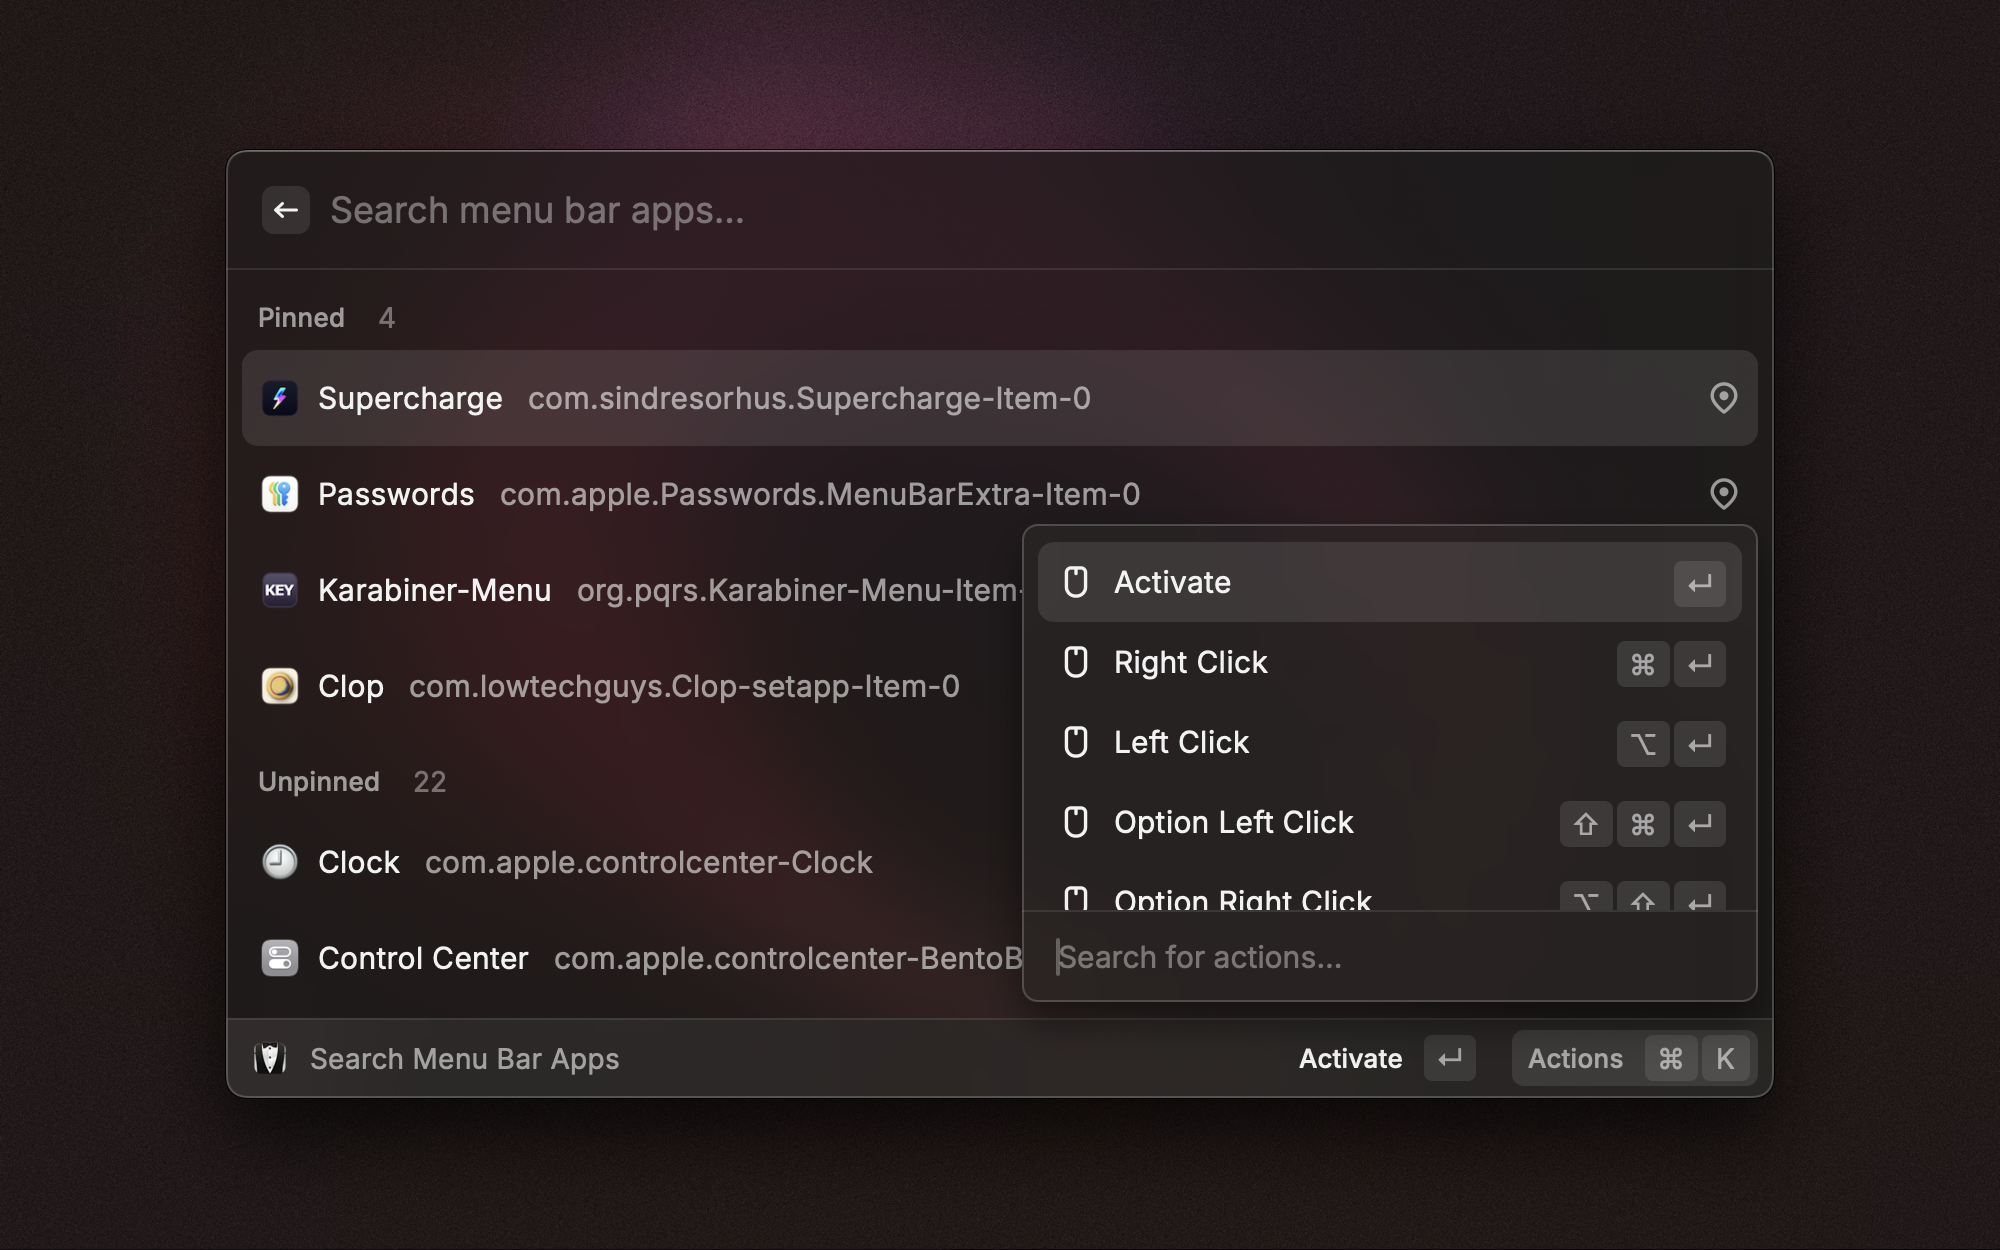 Search menu bar apps...
Pinned 4
Supercharge com.sindresorhus.Supercharge-Item-0
Passwords com.apple.Passwords.MenuBarExtra-Item-0
KEY Karabiner-Menu org.pqrs.Karabiner-Menu-Item-
Clop com.lowtechguys.Clop-setapp-Item-0
Unpinned 22
Clock com.apple.controlcenter-Clock
Control Center com.apple.controlcenter-BentoB
Activate ↵
Right Click ⌘ ↵
Left Click ⌥ ↵
Option Left Click ⇧ ⌘ ↵
Option Right Click ⌥ ⇧ ↵
Search for actions...
Search Menu Bar Apps
Activate ↵ Actions ⌘ K